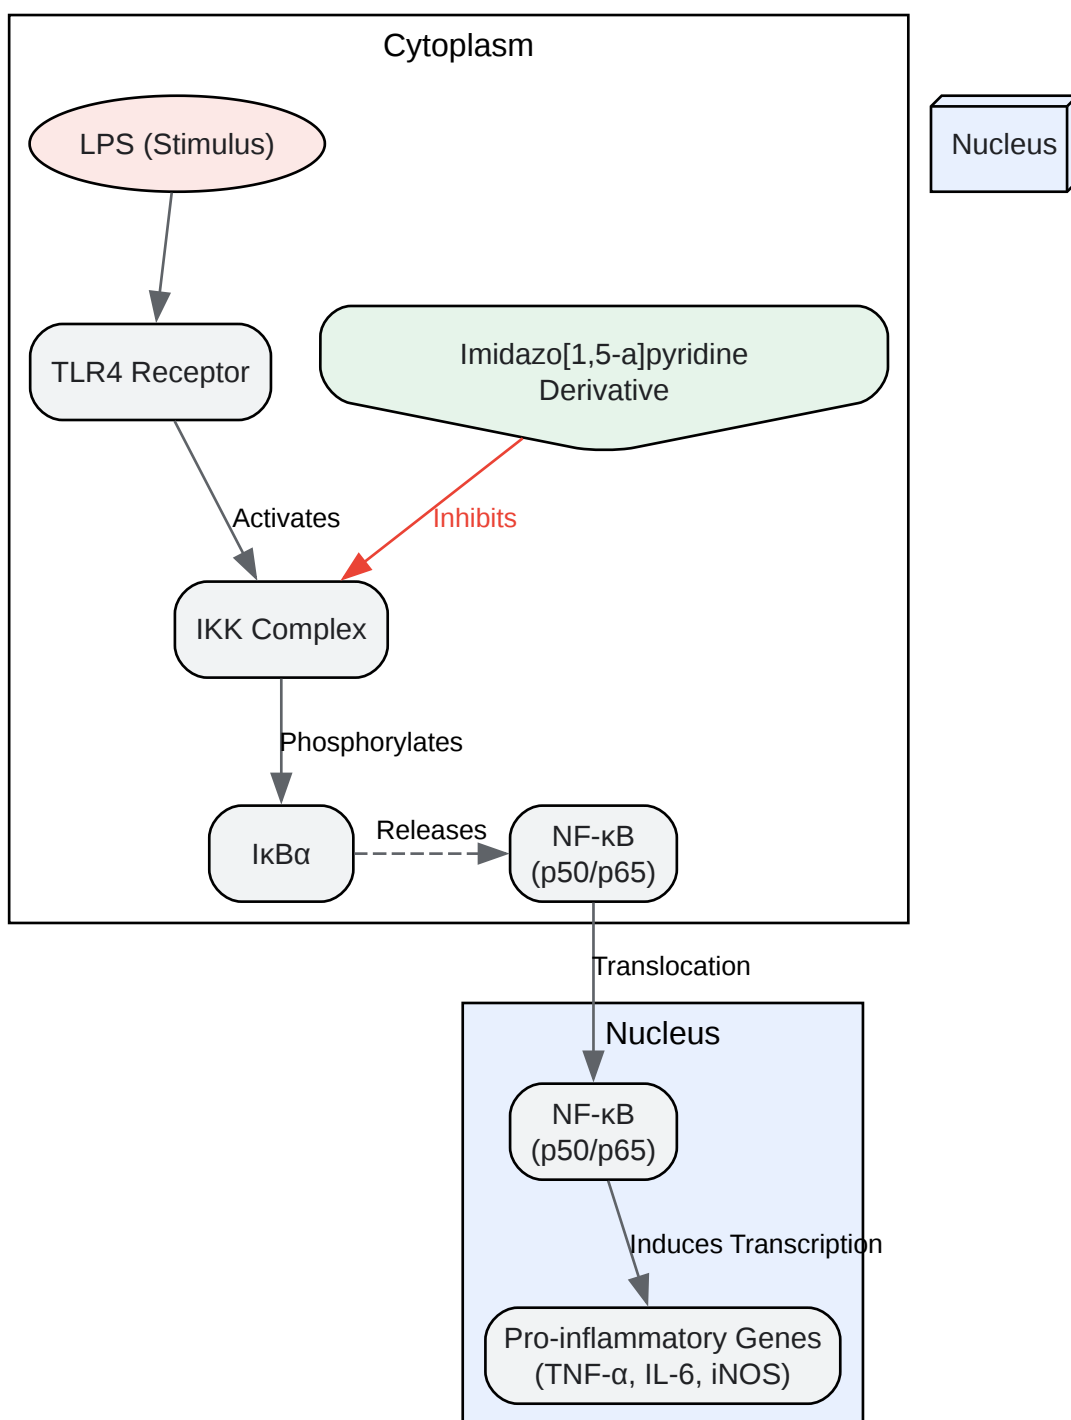 Cytoplasm
LPS (Stimulus)
Nucleus
TLR4 Receptor
Imidazo[1,5-a]pyridine
Derivative
Activates
Inhibits
IKK Complex
Phosphorylates
IκBα
Releases
NF-κB
(p50/p65)
Translocation
Nucleus
NF-κB
(p50/p65)
Induces Transcription
Pro-inflammatory Genes
(TNF-α, IL-6, iNOS)